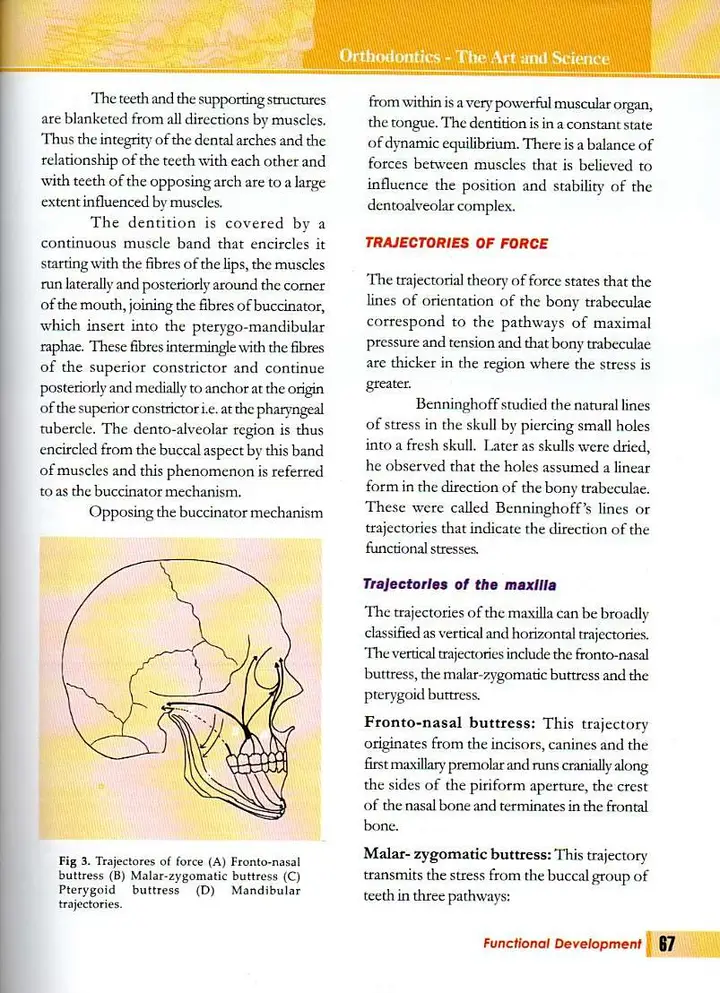 Orthodontics - The Art and Science
The teeth and the supporting structures
are blanketed from all directions by muscles.
Thus the integrity of the dental arches and the
relationship of the teeth with each other and
with teeth of the opposing arch are to a large
extent influenced by muscles.
The dentition is covered by a
continuous muscle band that encircles it
starting with the fibres of the lips, the muscles
run laterally and posteriorly around the corner
of the mouth, joining the fibres of buccinator,
which insert into the pterygo-mandibular
raphae. These fibres intermingle with the fibres
of the superior constrictor and continue
posteriorly and medially to anchor at the origin
of the superior constrictor i.e. at the pharyngeal
tubercle. The dento-alveolar region is thus
encircled from the buccal aspect by this band
of muscles and this phenomenon is referred
to as the buccinator mechanism.
Opposing the buccinator mechanism
Fig 3. Trajectores of force (A) Fronto-nasal
buttress (B) Malar-zygomatic buttress (C)
Pterygoid buttress (D) Mandibular
trajectories.
from within is a very powerful muscular organ,
the tongue. The dentition is in a constant state
of dynamic equilibrium. There is a balance of
forces between muscles that is believed to
influence the position and stability of the
dentoalveolar complex.
TRAJECTORIES OF FORCE
The trajectorial theory of force states that the
lines of orientation of the bony trabeculae
correspond to the pathways of maximal
pressure and tension and that bony trabeculae
are thicker in the region where the stress is
greater.
Benninghoff studied the natural lines
of stress in the skull by piercing small holes
into a fresh skull. Later as skulls were dried,
he observed that the holes assumed a linear
form in the direction of the bony trabeculae.
These were called Benninghoff's lines or
trajectories that indicate the direction of the
functional stresses.
Trajectories of the maxilla
The trajectories of the maxilla can be broadly
classified as vertical and horizontal trajectories.
The vertical trajectories include the fronto-nasal
buttress, the malar-zygomatic buttress and the
pterygoid buttress.
Fronto-nasal buttress: This trajectory
originates from the incisors, canines and the
first maxillary premolar and runs cranially along
the sides of the piriform aperture, the crest
of the nasal bone and terminates in the frontal
bone.
Malar- zygomatic buttress: This trajectory
transmits the stress from the buccal group of
teeth in three pathways:
Functional Development 67